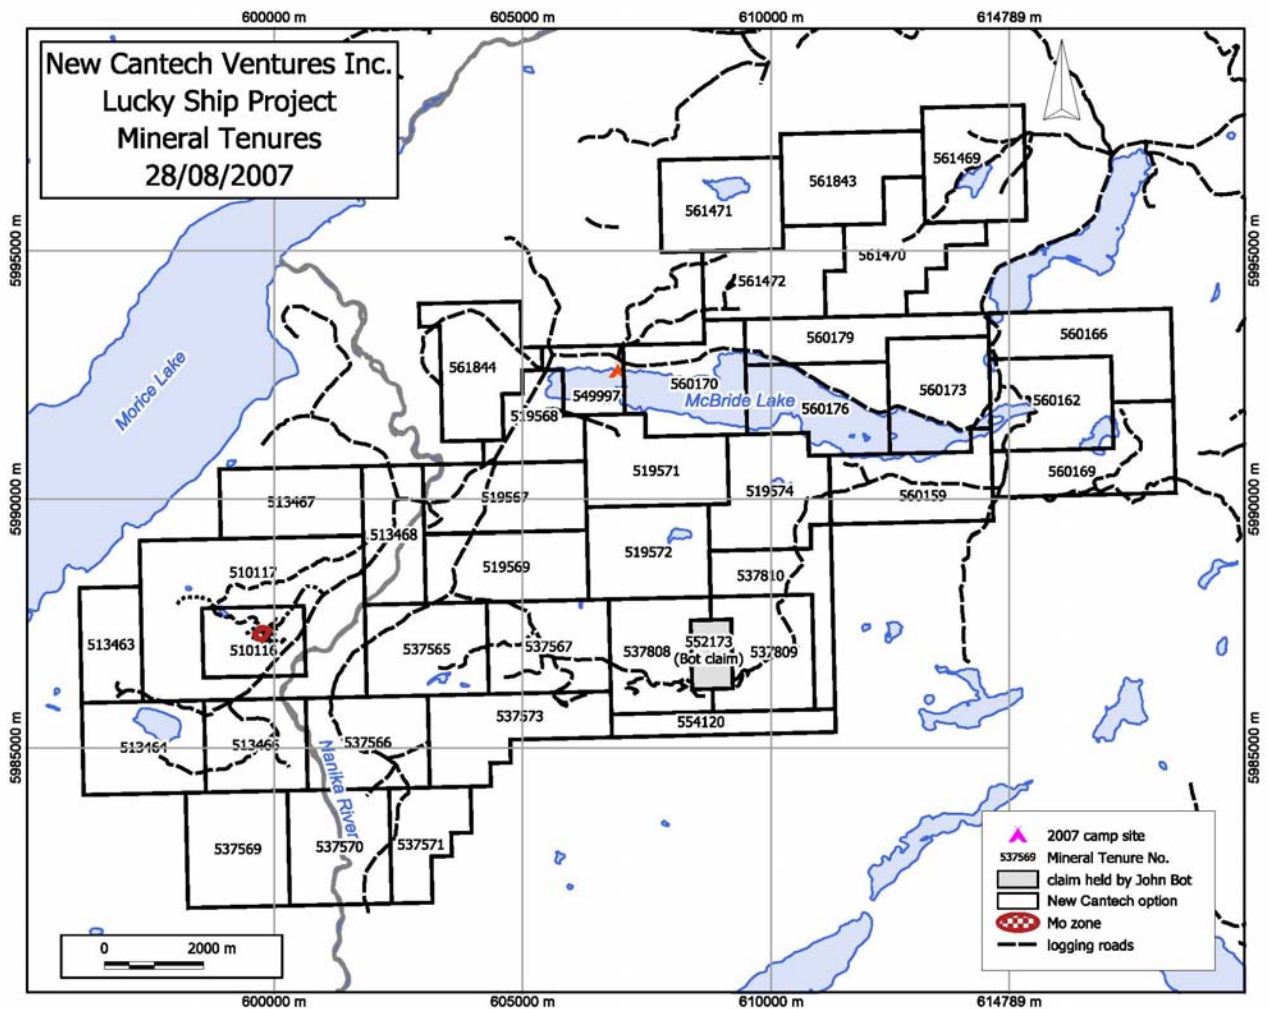 600000 m
605000 m
610000 m
614789 m
New Cantech Ventures Inc.
Lucky Ship Project
Mineral Tenures
28/08/2007
5995000 m
5995000 m
561469
561843
561471
561470
561472
560179
560166
561844
549997
560170
McBride Lake
560176
560173
560162
519568
Morice Lake
519571
519574
560169
560159
513467
519567
5990000 m
5990000 m
513468
519572
519569
537810
510117
513463
510116
537565
537567
537808
552173
(Bot claim)
537809
537573
554120
513464
513466
537566
5985000 m
5985000 m
Nanika River
537569
537570
537571
2007 camp site
537569 Mineral Tenure No.
claim held by John Bot
New Cantech option
Mo zone
logging roads
0 2000 m
600000 m
605000 m
610000 m
614789 m